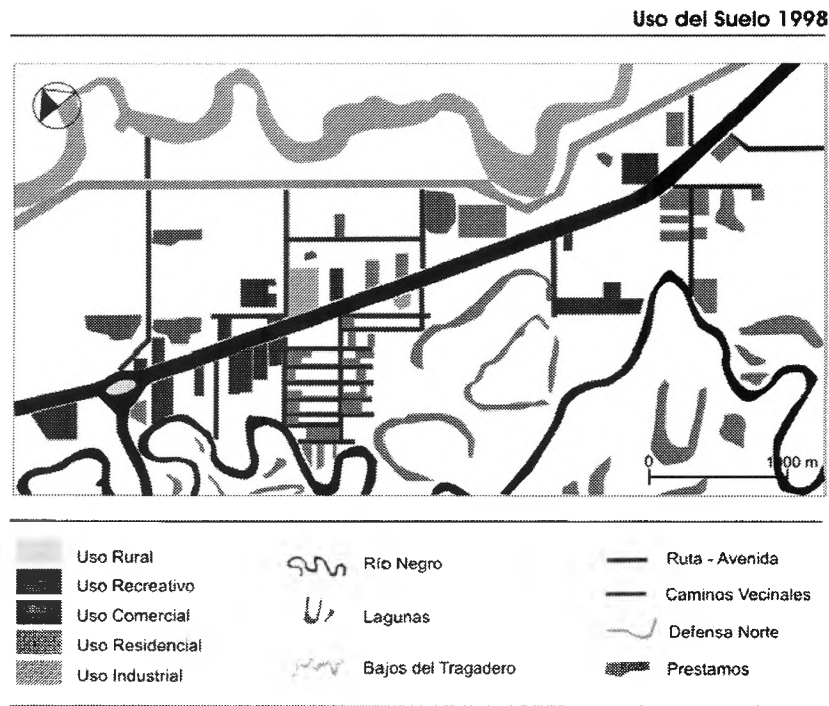 Uso del Suelo 1998
0 1000 m
Uso Rural
Uso Recreativo
Uso Comercial
Uso Residencial
Uso Industrial
Río Negro
Lagunas
Bajos del Tragadero
Ruta - Avenida
Caminos Vecinales
Defensa Norte
Prestamos